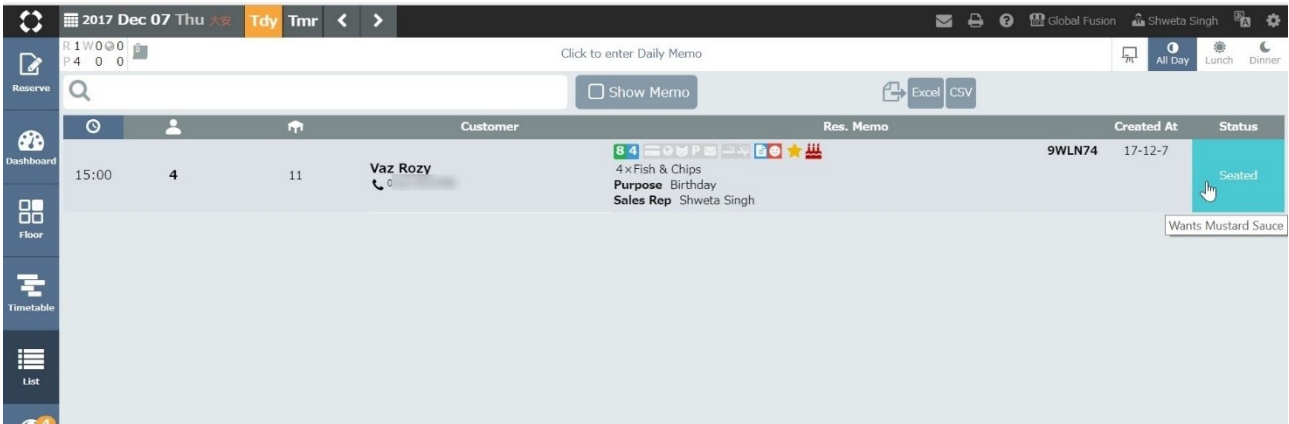 2017 Dec 07 Thu 大安 Tdy Tmr < > Global Fusion Shweta Singh
R 1 W 0 0
P 4 0 0
Click to enter Daily Memo
All Day Lunch Dinner
Reserve
Show Memo Excel CSV
Customer Res. Memo Created At Status
Dashboard
15:00 4 11 Vaz Rozy
8 4 P
4×Fish & Chips
Purpose Birthday
Sales Rep Shweta Singh
9WLN74 17-12-7 Seated
Wants Mustard Sauce
Floor
Timetable
List